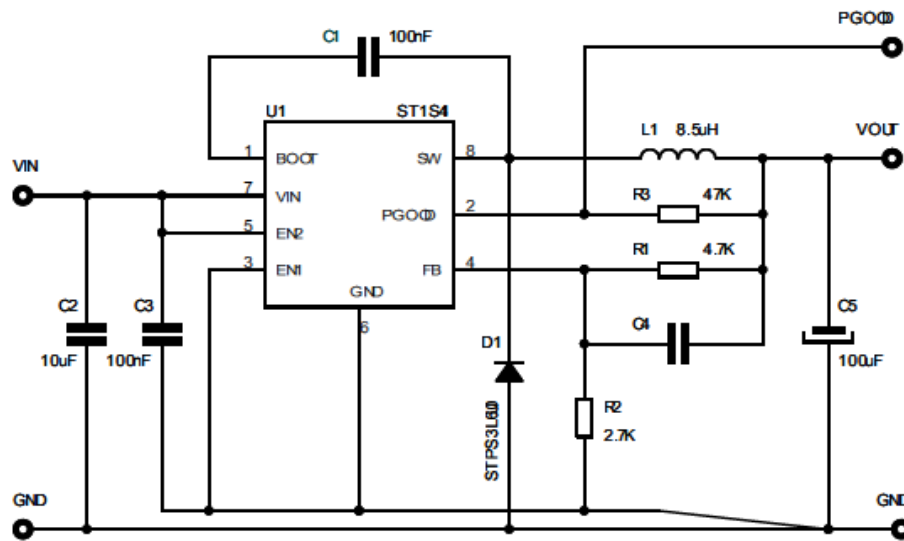 PGOOD
C1 100nF
U1 ST1S41
L1 8.5uH VOUT
1 BOOT SW 8
VIN
7 VIN
R3 47K
PGOOD 2
5 EN2
R1 4.7K
3 EN1 FB 4
GND
6
C2 C3 C4 C5
D1
10uF 100nF 100uF
STPS3L60U
R2
2.7K
GND GND